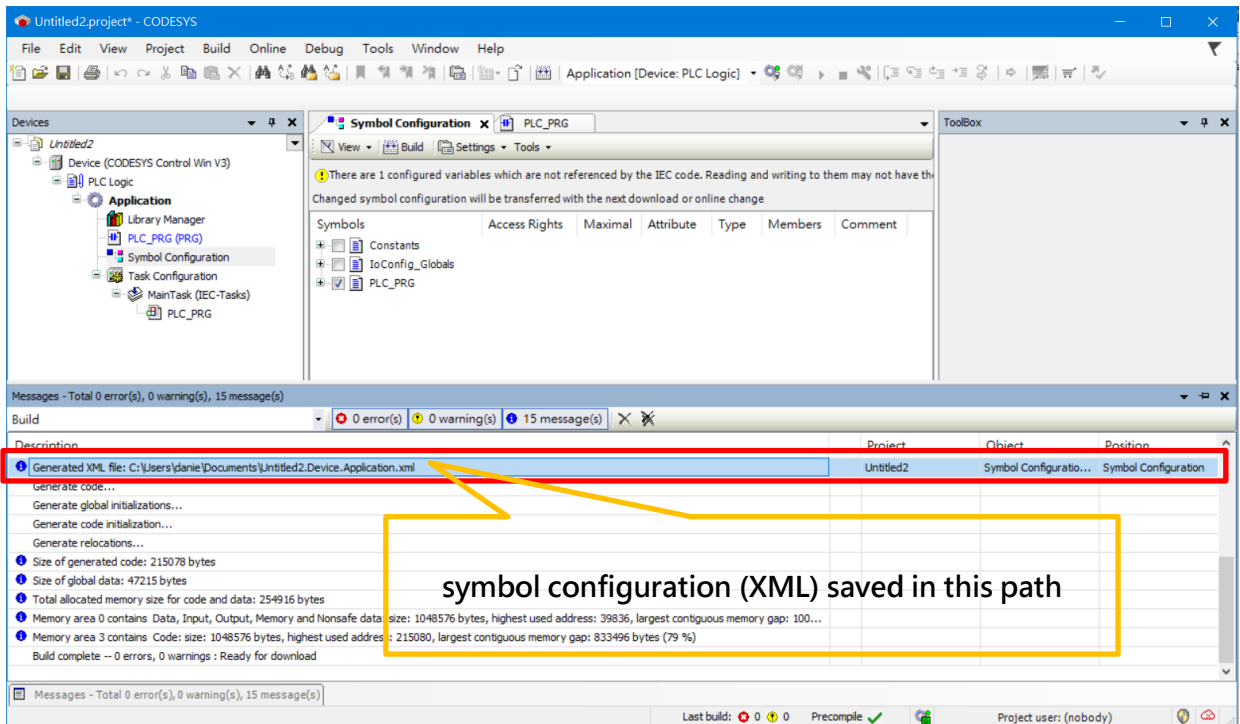 Untitled2.project* - CODESYS
File Edit View Project Build Online Debug Tools Window Help
Application [Device: PLC Logic]
Devices
Untitled2
Device (CODESYS Control Win V3)
PLC Logic
Application
Library Manager
PLC_PRG (PRG)
Symbol Configuration
Task Configuration
MainTask (IEC-Tasks)
PLC_PRG
Symbol Configuration PLC_PRG
View Build Settings Tools
There are 1 configured variables which are not referenced by the IEC code. Reading and writing to them may not have the
Changed symbol configuration will be transferred with the next download or online change
Symbols Access Rights Maximal Attribute Type Members Comment
Constants
IoConfig_Globals
PLC_PRG
ToolBox
Messages - Total 0 error(s), 0 warning(s), 15 message(s)
Build 0 error(s) 0 warning(s) 15 message(s)
Description Project Object Position
Generated XML file: C:\Users\danie\Documents\Untitled2.Device.Application.xml Untitled2 Symbol Configuratio... Symbol Configuration
Generate code...
Generate global initializations...
Generate code initialization...
Generate relocations...
Size of generated code: 215078 bytes
Size of global data: 47215 bytes
Total allocated memory size for code and data: 254916 bytes
Memory area 0 contains Data, Input, Output, Memory and Nonsafe data: size: 1048576 bytes, highest used address: 39836, largest contiguous memory gap: 100...
Memory area 3 contains Code: size: 1048576 bytes, highest used address: 215080, largest contiguous memory gap: 833496 bytes (79 %)
Build complete -- 0 errors, 0 warnings : Ready for download
symbol configuration (XML) saved in this path
Messages - Total 0 error(s), 0 warning(s), 15 message(s)
Last build: 0 0 Precompile Project user: (nobody)